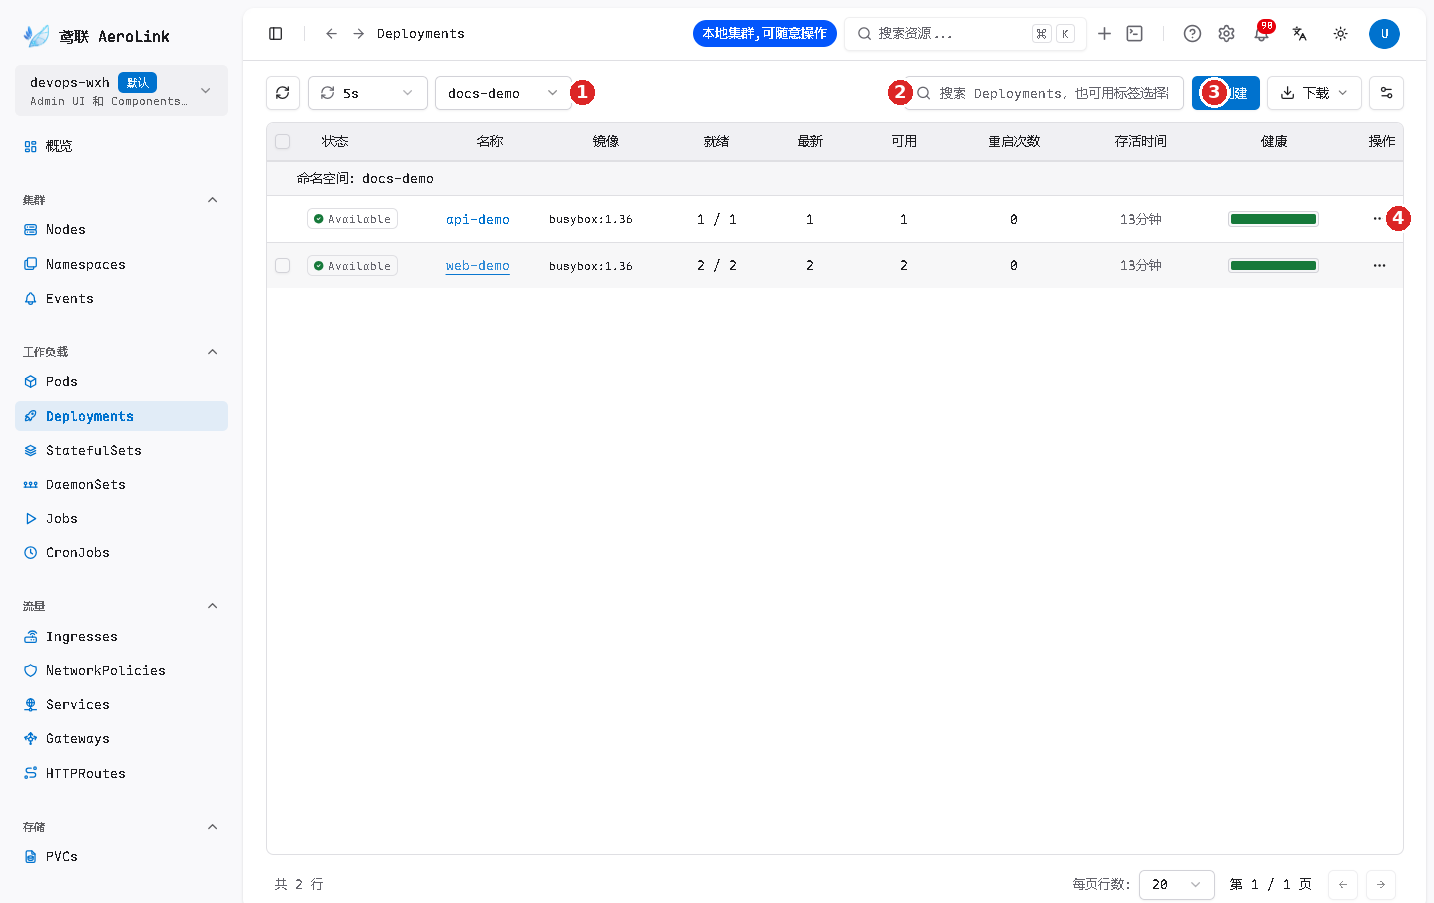 鸢联 AeroLink
devops-wxh 默认
Admin UI 和 Components…
概览
集群
Nodes
Namespaces
Events
工作负载
Pods
Deployments
StatefulSets
DaemonSets
Jobs
CronJobs
流量
Ingresses
NetworkPolicies
Services
Gateways
HTTPRoutes
存储
PVCs
Deployments 本地集群,可随意操作 搜索资源... ⌘ K 90 U
5s docs-demo 1 2 搜索 Deployments，也可用标签选择 3 建 下载
状态 名称 镜像 就绪 最新 可用 重启次数 存活时间 健康 操作
命名空间: docs-demo
Available api-demo busybox:1.36 1 / 1 1 1 0 13分钟 4
Available web-demo busybox:1.36 2 / 2 2 2 0 13分钟
共 2 行 每页行数: 20 第 1 / 1 页